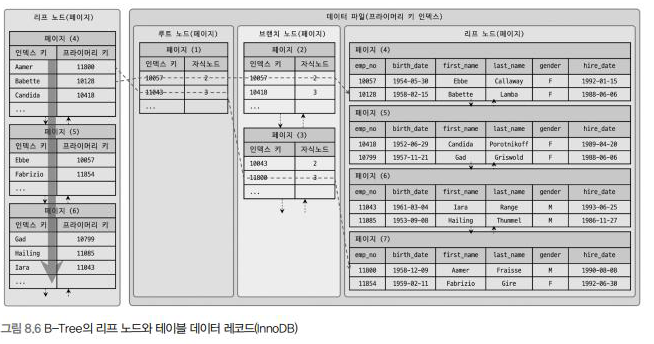 리프 노드(페이지)
페이지 (4)
인덱스 키 프라이머리 키
Aamer 11800
Babette 10128
Candida 10418
...
페이지 (5)
인덱스 키 프라이머리 키
Ebbe 10057
Fabrizio 11854
...
페이지 (6)
인덱스 키 프라이머리 키
Gad 10799
Hailing 11085
Iara 11043
...
데이터 파일(프라이머리 키 인덱스)
루트 노드(페이지)
페이지 (1)
인덱스 키 자식노드
10057 2
11043 3
...
브랜치 노드(페이지)
페이지 (2)
인덱스 키 자식노드
10057 2
10418 3
...
페이지 (3)
인덱스 키 자식노드
10043 2
11800 3
...
리프 노드(페이지)
페이지 (4)
emp_no birth_date first_name last_name gender hire_date
10057 1954-05-30 Ebbe Callaway F 1992-01-15
10128 1958-02-15 Babette Lamba F 1988-06-06
페이지 (5)
emp_no birth_date first_name last_name gender hire_date
10418 1952-06-29 Candida Porotnikoff F 1989-04-20
10799 1957-11-21 Gad Griswold F 1988-06-06
페이지 (6)
emp_no birth_date first_name last_name gender hire_date
11043 1961-03-04 Iara Range M 1993-06-25
11085 1953-09-08 Hailing Thummel M 1986-11-27
페이지 (7)
emp_no birth_date first_name last_name gender hire_date
11800 1958-12-09 Aamer Fraisse M 1990-08-08
11854 1959-02-11 Fabrizio Gire F 1992-06-30
그림 8.6 B-Tree의 리프 노드와 테이블 데이터 레코드(InnoDB)